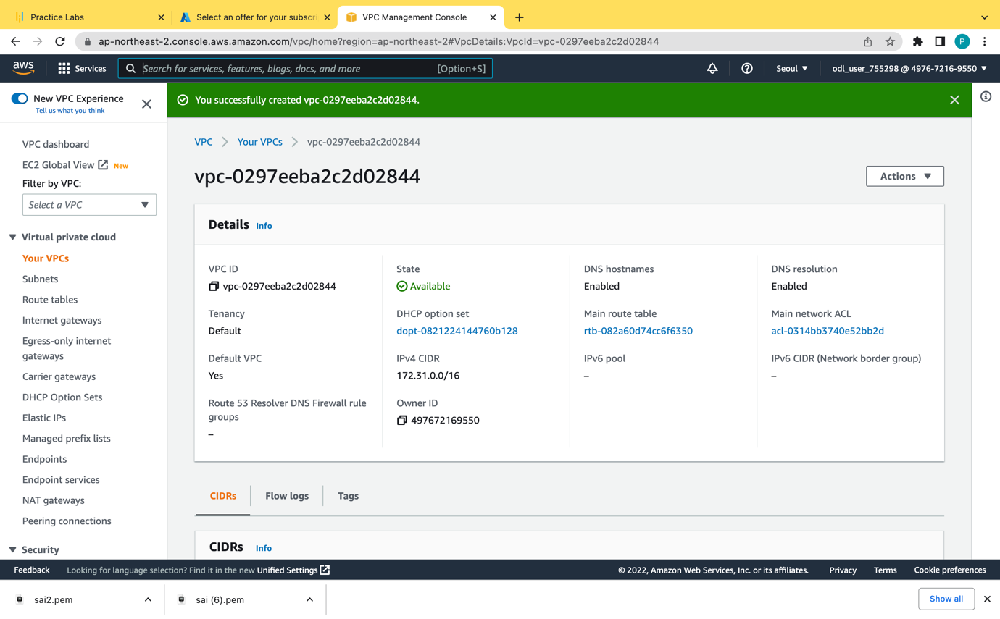 Practice Labs
Select an offer for your subscri
VPC Management Console
ap-northeast-2.console.aws.amazon.com/vpc/home?region=ap-northeast-2#VpcDetails:VpcId=vpc-0297eeba2c2d02844
P
aws
Services
Search for services, features, blogs, docs, and more
[Option+S]
Seoul
odl_user_755298 @ 4976-7216-9550
New VPC Experience
Tell us what you think
You successfully created vpc-0297eeba2c2d02844.
VPC dashboard
EC2 Global View
New
Filter by VPC:
Select a VPC
Virtual private cloud
Your VPCs
Subnets
Route tables
Internet gateways
Egress-only internet
gateways
Carrier gateways
DHCP Option Sets
Elastic IPs
Managed prefix lists
Endpoints
Endpoint services
NAT gateways
Peering connections
Security
VPC
Your VPCs
vpc-0297eeba2c2d02844
vpc-0297eeba2c2d02844
Actions
Details
Info
VPC ID
vpc-0297eeba2c2d02844
State
Available
DNS hostnames
Enabled
DNS resolution
Enabled
Tenancy
Default
DHCP option set
dopt-0821224144760b128
Main route table
rtb-082a60d74cc6f6350
Main network ACL
acl-0314bb3740e52bb2d
Default VPC
Yes
IPv4 CIDR
172.31.0.0/16
IPv6 pool
–
IPv6 CIDR (Network border group)
–
Route 53 Resolver DNS Firewall rule
groups
–
Owner ID
497672169550
CIDRs
Flow logs
Tags
CIDRs
Info
Feedback
Looking for language selection? Find it in the new Unified Settings
© 2022, Amazon Web Services, Inc. or its affiliates.
Privacy
Terms
Cookie preferences
sai2.pem
sai (6).pem
Show all